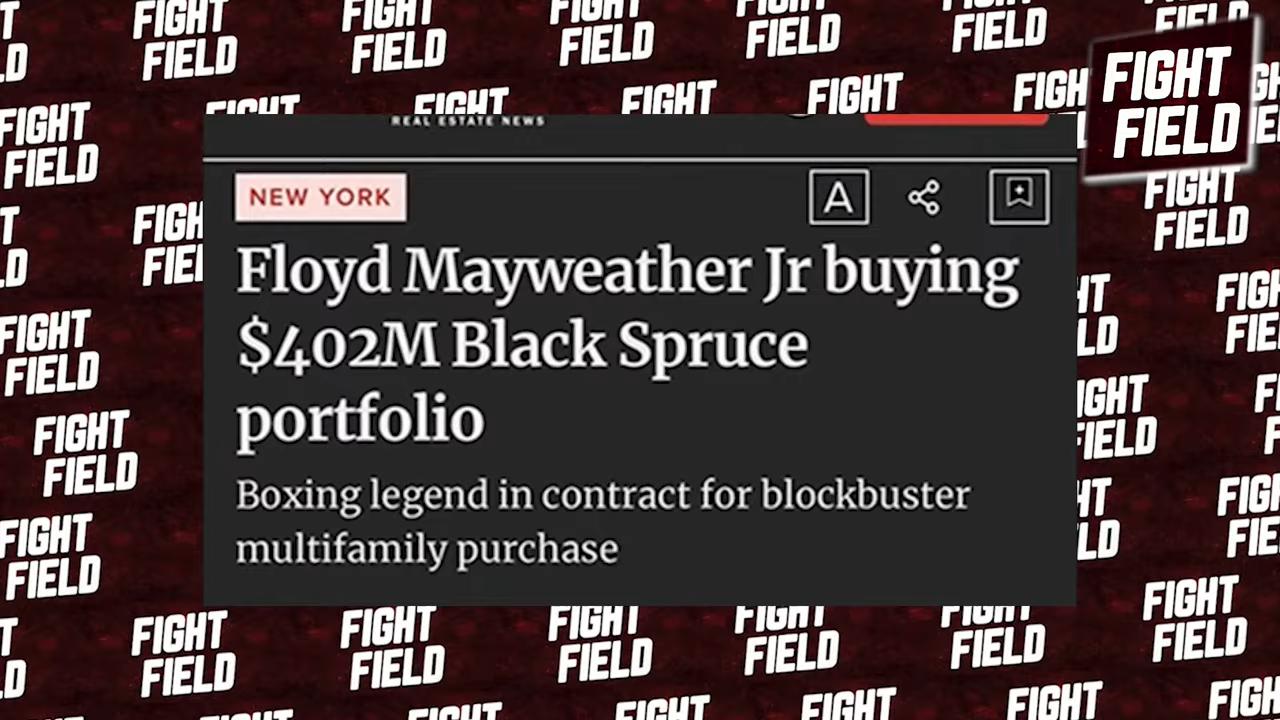 FIGHT
FIELD
REAL ESTATE NEWS
NEW YORK
A
Floyd Mayweather Jr buying
$402M Black Spruce
portfolio
Boxing legend in contract for blockbuster
multifamily purchase